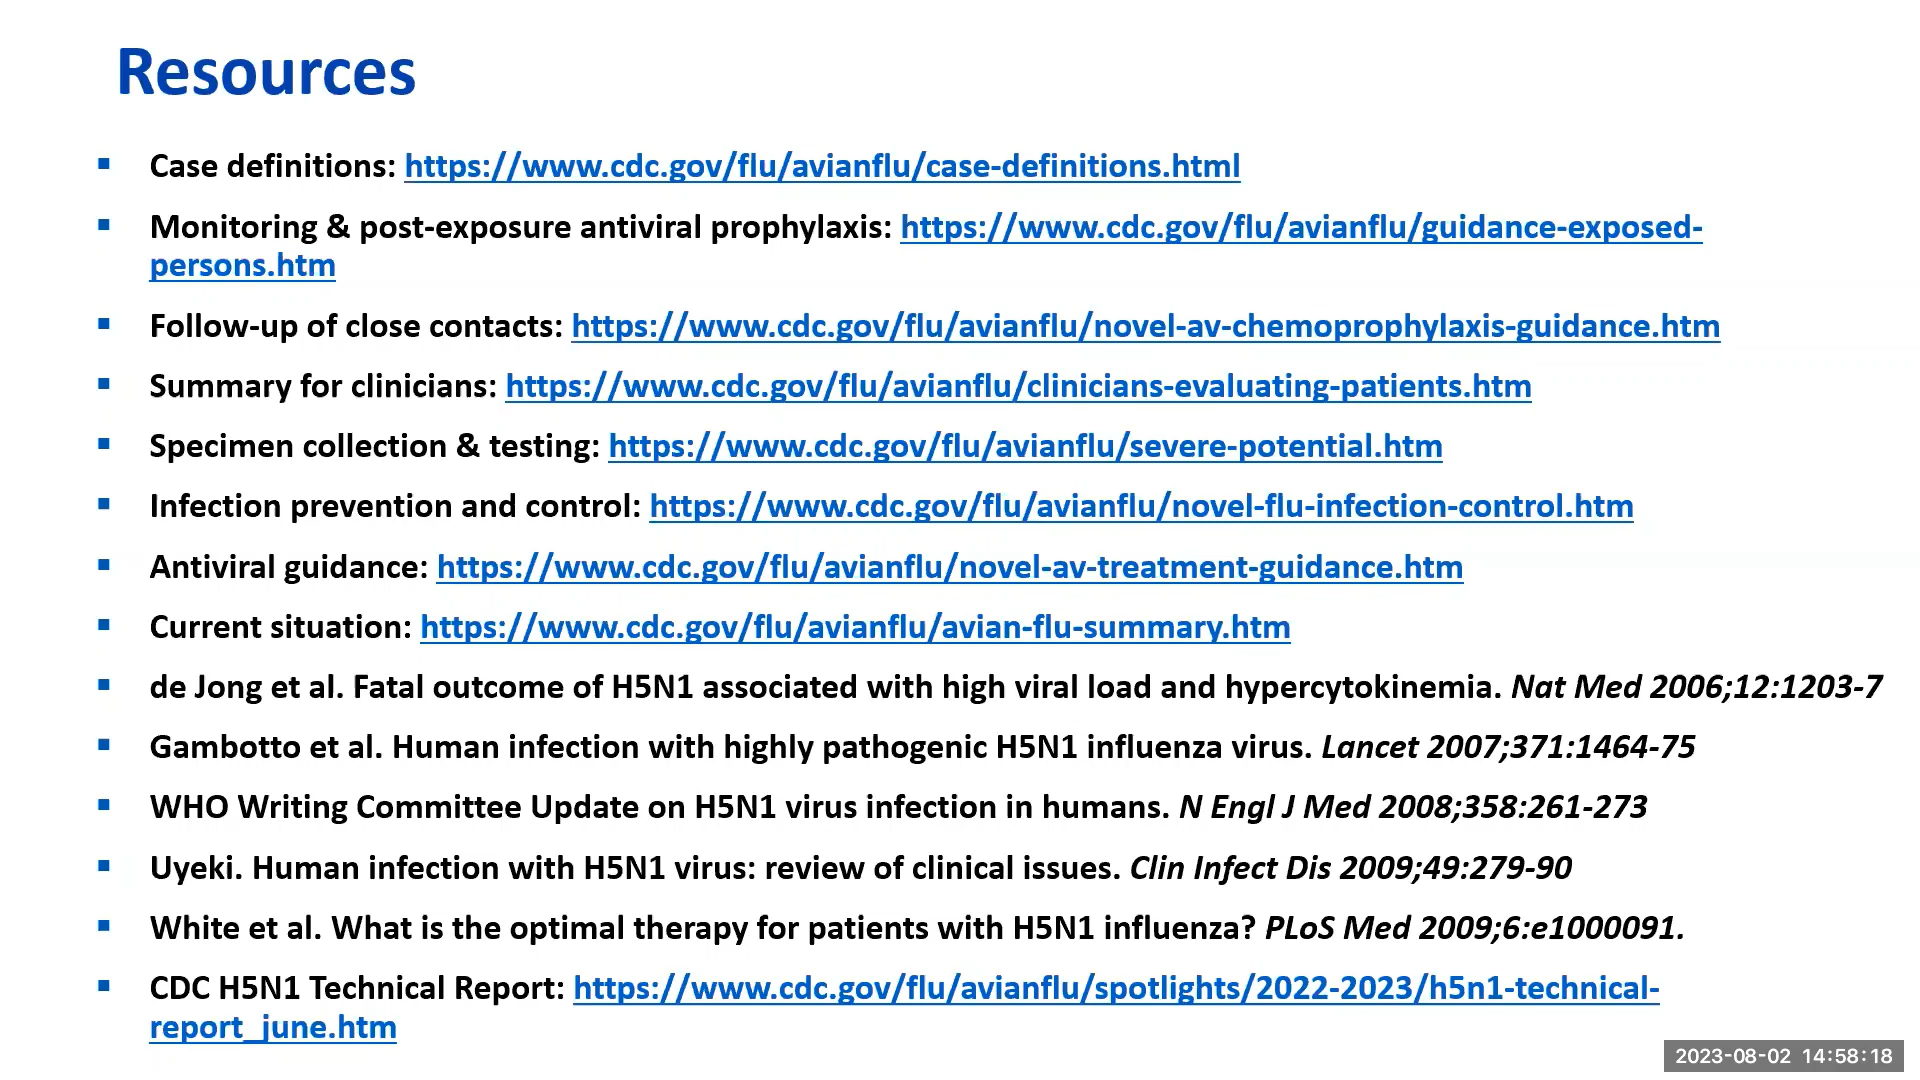 Resources
▪ Case definitions: https://www.cdc.gov/flu/avianflu/case-definitions.html
▪ Monitoring & post-exposure antiviral prophylaxis: https://www.cdc.gov/flu/avianflu/guidance-exposed-
persons.htm
▪ Follow-up of close contacts: https://www.cdc.gov/flu/avianflu/novel-av-chemoprophylaxis-guidance.htm
▪ Summary for clinicians: https://www.cdc.gov/flu/avianflu/clinicians-evaluating-patients.htm
▪ Specimen collection & testing: https://www.cdc.gov/flu/avianflu/severe-potential.htm
▪ Infection prevention and control: https://www.cdc.gov/flu/avianflu/novel-flu-infection-control.htm
▪ Antiviral guidance: https://www.cdc.gov/flu/avianflu/novel-av-treatment-guidance.htm
▪ Current situation: https://www.cdc.gov/flu/avianflu/avian-flu-summary.htm
▪ de Jong et al. Fatal outcome of H5N1 associated with high viral load and hypercytokinemia. Nat Med 2006;12:1203-7
▪ Gambotto et al. Human infection with highly pathogenic H5N1 influenza virus. Lancet 2007;371:1464-75
▪ WHO Writing Committee Update on H5N1 virus infection in humans. N Engl J Med 2008;358:261-273
▪ Uyeki. Human infection with H5N1 virus: review of clinical issues. Clin Infect Dis 2009;49:279-90
▪ White et al. What is the optimal therapy for patients with H5N1 influenza? PLoS Med 2009;6:e1000091.
▪ CDC H5N1 Technical Report: https://www.cdc.gov/flu/avianflu/spotlights/2022-2023/h5n1-technical-
report_june.htm
2023-08-02 14:58:18